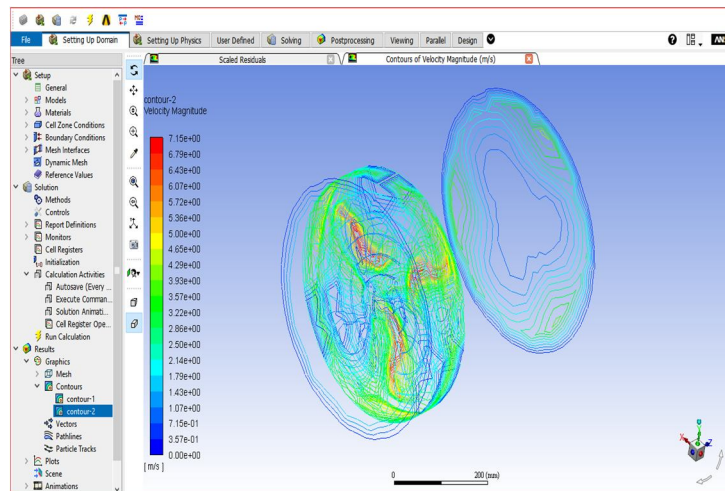 File
Setting Up Domain
Setting Up Physics
User Defined
Solving
Postprocessing
Viewing
Parallel
Design
Tree
Scaled Residuals
Contours of Velocity Magnitude (m/s)
Setup
General
Models
Materials
Cell Zone Conditions
Boundary Conditions
Mesh Interfaces
Dynamic Mesh
Reference Values
Solution
Methods
Controls
Report Definitions
Monitors
Cell Registers
Initialization
Calculation Activities
Autosave (Every ...
Execute Comman...
Solution Animati...
Cell Register Ope...
Run Calculation
Results
Graphics
Mesh
Contours
contour-1
contour-2
Vectors
Pathlines
Particle Tracks
Plots
Scene
Animations
contour-2
Velocity Magnitude
7.15e+00
6.79e+00
6.43e+00
6.07e+00
5.72e+00
5.36e+00
5.00e+00
4.65e+00
4.29e+00
3.93e+00
3.57e+00
3.22e+00
2.86e+00
2.50e+00
2.14e+00
1.79e+00
1.43e+00
1.07e+00
7.15e-01
3.57e-01
0.00e+00
[ m/s ]
0 200 (mm)